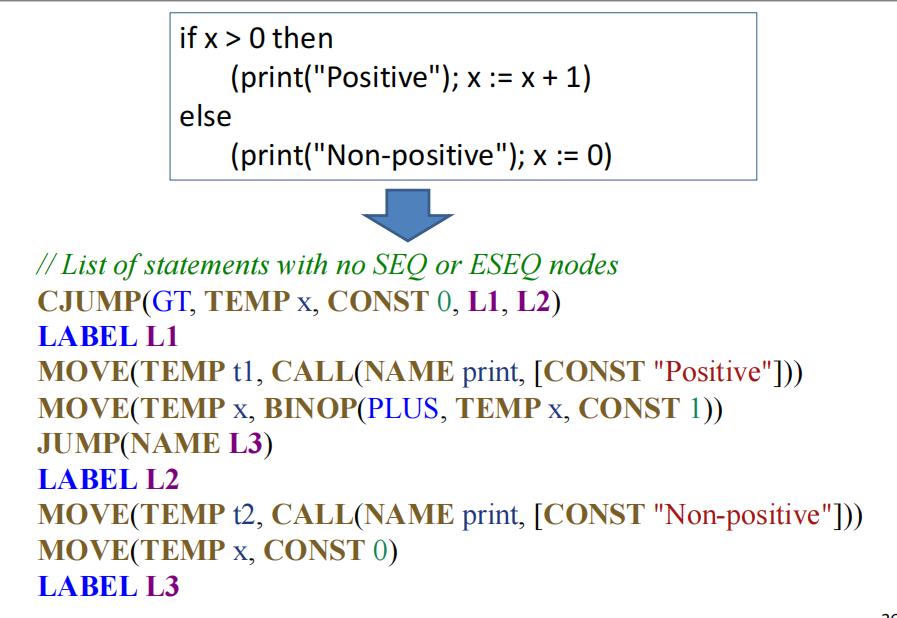 if x > 0 then
(print("Positive"); x := x + 1)
else
(print("Non-positive"); x := 0)
// List of statements with no SEQ or ESEQ nodes
CJUMP(GT, TEMP x, CONST 0, L1, L2)
LABEL L1
MOVE(TEMP t1, CALL(NAME print, [CONST "Positive"]))
MOVE(TEMP x, BINOP(PLUS, TEMP x, CONST 1))
JUMP(NAME L3)
LABEL L2
MOVE(TEMP t2, CALL(NAME print, [CONST "Non-positive"]))
MOVE(TEMP x, CONST 0)
LABEL L3